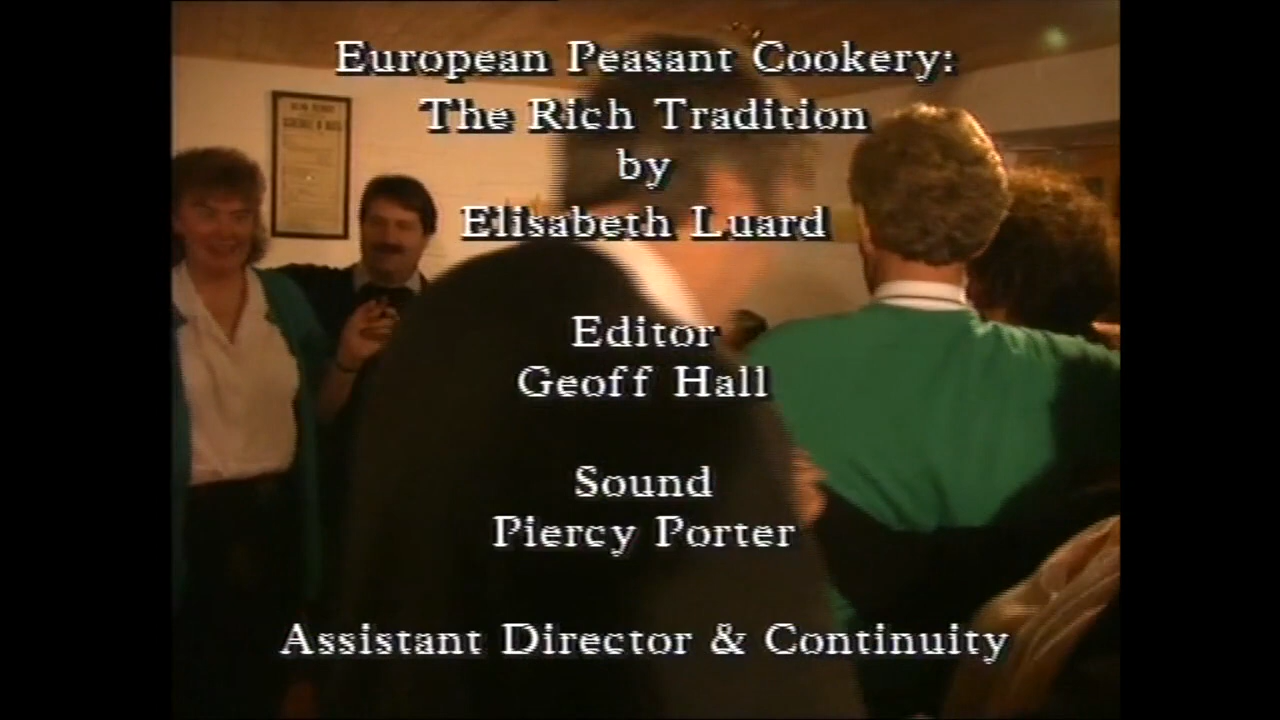 European Peasant Cookery:
The Rich Tradition
by
Elisabeth Luard
Editor
Geoff Hall
Sound
Piercy Porter
Assistant Director & Continuity